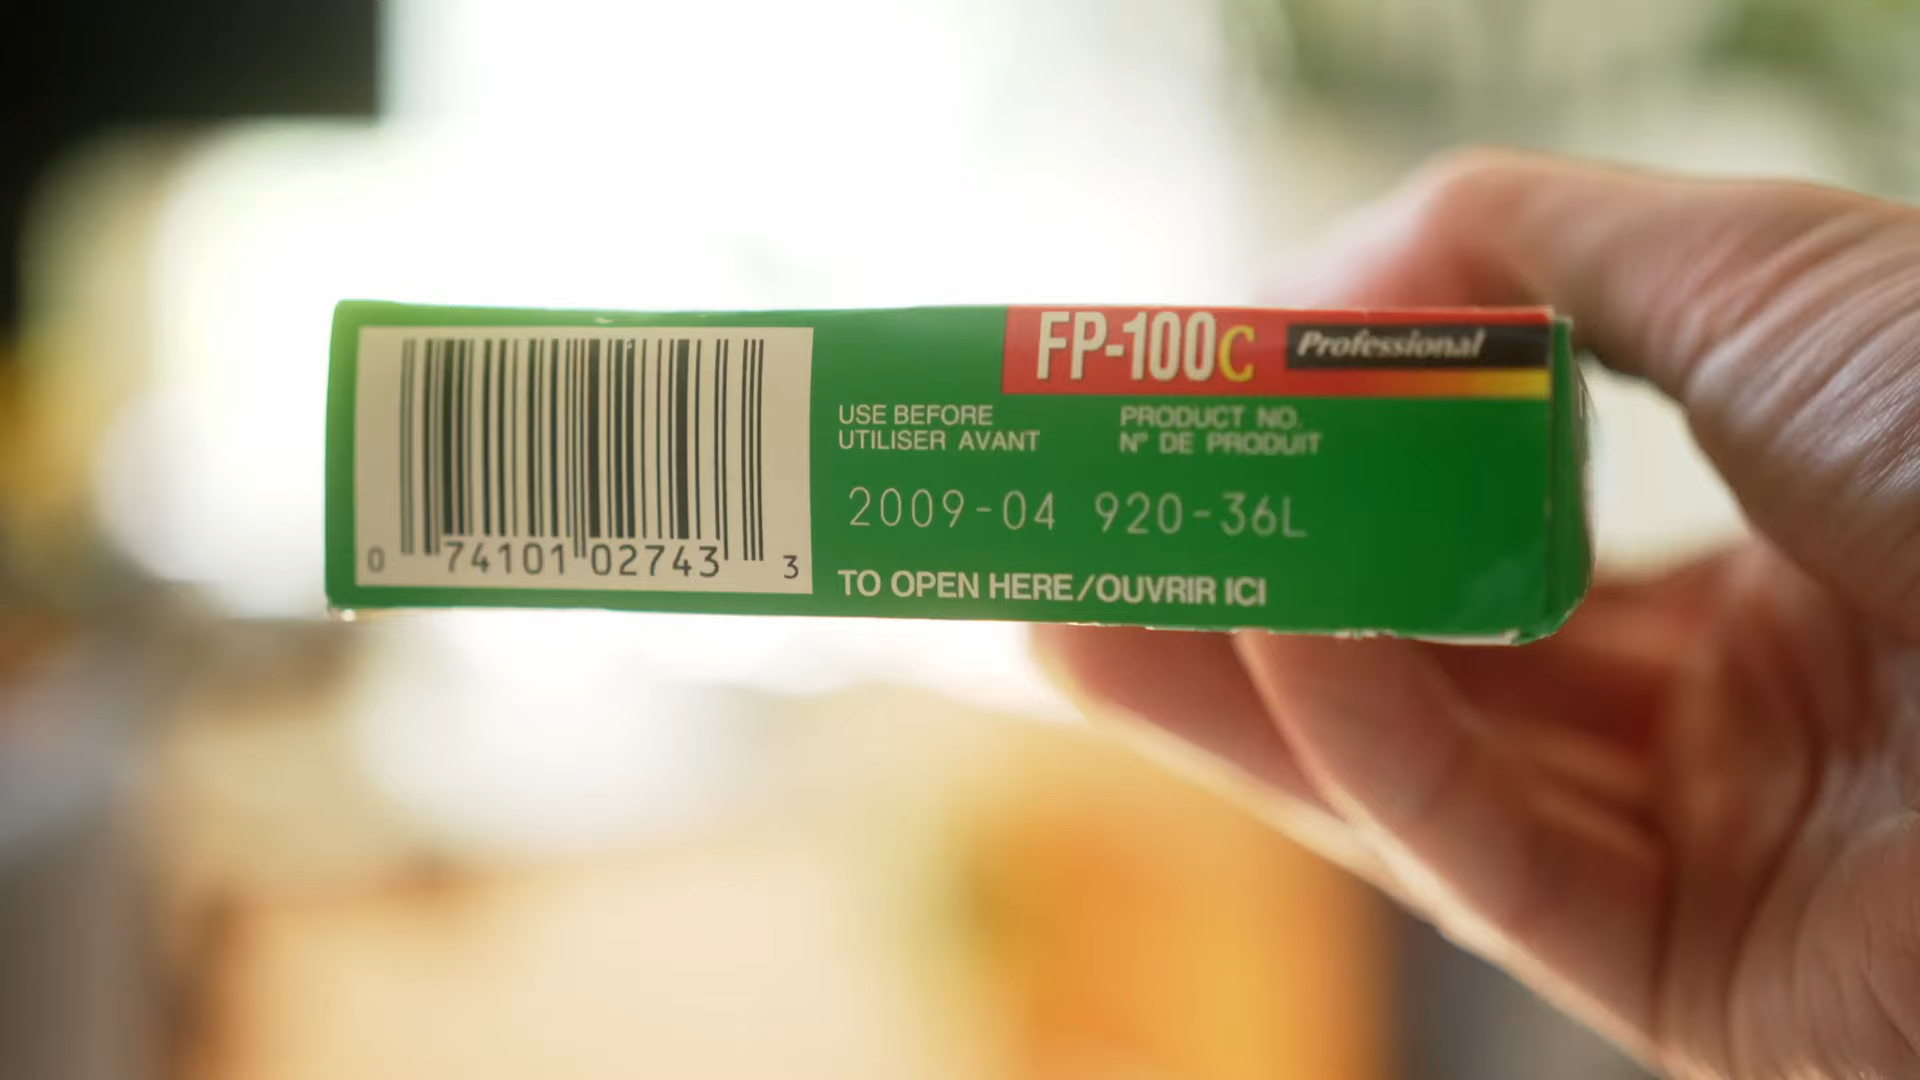 FP-100C Professional
USE BEFORE
UTILISER AVANT
PRODUCT NO.
Nº DE PRODUIT
2009-04 920-36L
TO OPEN HERE/OUVRIR ICI
0 74101 02743 3